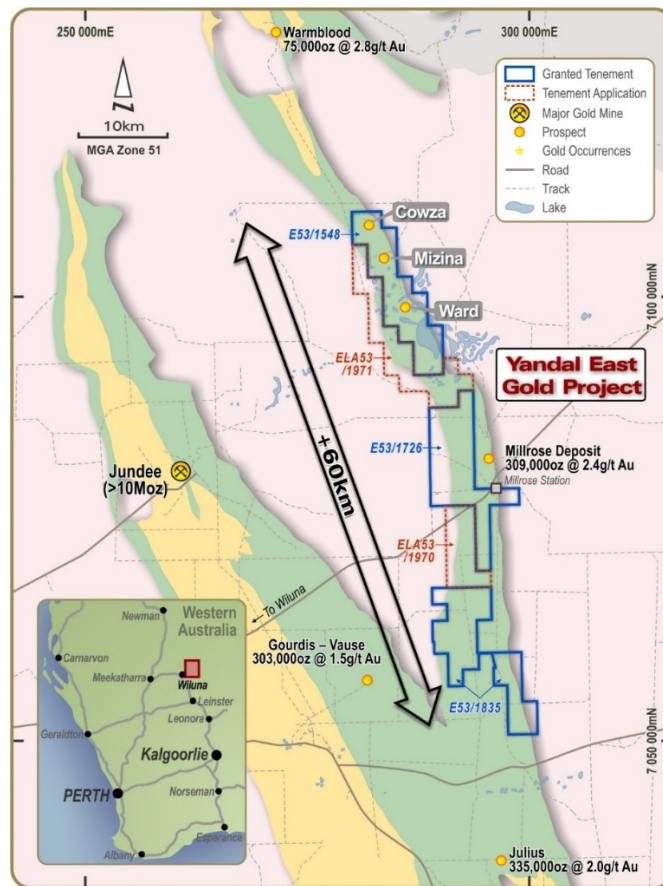 250 000mE
300 000mE
Warmblood
75,000oz @ 2.8g/t Au
N
10km
MGA Zone 51
Granted Tenement
Tenement Application
Major Gold Mine
Prospect
Gold Occurrences
Road
Track
Lake
Cowza
E53/1548
Mizina
Ward
7 100 000mN
ELA53
/1971
Yandal East
Gold Project
+60km
E53/1726
Millrose Deposit
309,000oz @ 2.4g/t Au
Millrose Station
Jundee
(>10Moz)
ELA53
/1970
To Wiluna
Gourdis – Vause
303,000oz @ 1.5g/t Au
E53/1835
7 050 000mN
Western
Australia
Newman
Carnarvon
Meekatharra
Wiluna
Leinster
Leonora
Geraldton
Kalgoorlie
PERTH
Norseman
Esperance
Albany
Julius
335,000oz @ 2.0g/t Au